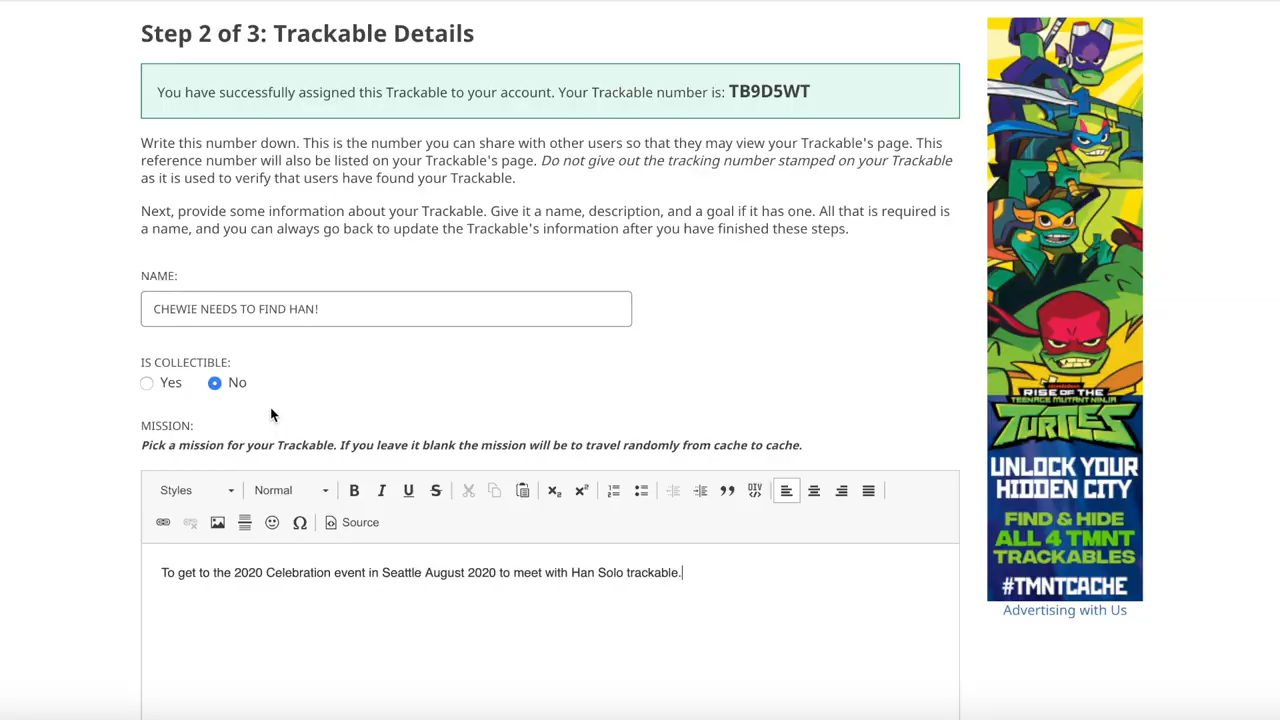 Step 2 of 3: Trackable Details
You have successfully assigned this Trackable to your account. Your Trackable number is: TB9D5WT
Write this number down. This is the number you can share with other users so that they may view your Trackable's page. This
reference number will also be listed on your Trackable's page. Do not give out the tracking number stamped on your Trackable
as it is used to verify that users have found your Trackable.
Next, provide some information about your Trackable. Give it a name, description, and a goal if it has one. All that is required is
a name, and you can always go back to update the Trackable's information after you have finished these steps.
NAME:
CHEWIE NEEDS TO FIND HAN!
IS COLLECTIBLE:
Yes No
MISSION:
Pick a mission for your Trackable. If you leave it blank the mission will be to travel randomly from cache to cache.
Styles Normal B I U S DIV
Source
To get to the 2020 Celebration event in Seattle August 2020 to meet with Han Solo trackable.
nickelodeon
RISE OF THE
TEENAGE MUTANT NINJA
TURTLES
UNLOCK YOUR
HIDDEN CITY
FIND & HIDE
ALL 4 TMNT
TRACKABLES
#TMNTCACHE
Advertising with Us